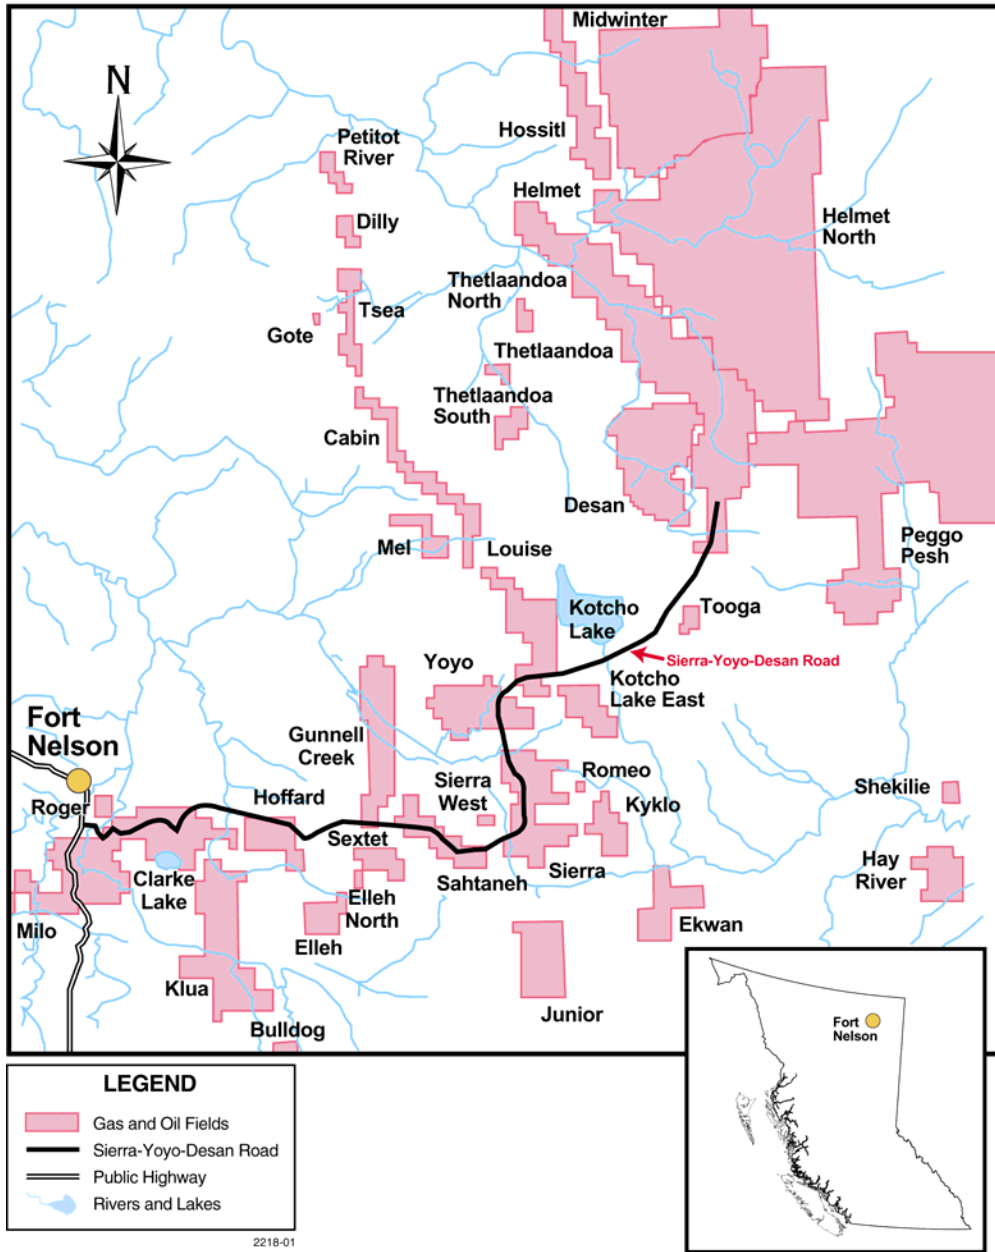 Midwinter
N
Hossitl
Petitot
River
Helmet
Dilly
Helmet
North
Thetlaandoa
North
Tsea
Gote
Thetlaandoa
Thetlaandoa
South
Cabin
Desan
Peggo
Pesh
Mel
Louise
Kotcho
Lake
Tooga
Sierra-Yoyo-Desan Road
Yoyo
Kotcho
Lake East
Fort
Nelson
Gunnell
Creek
Sierra
West
Romeo
Shekilie
Roger
Hoffard
Kyklo
Sextet
Hay
River
Clarke
Lake
Sahtaneh
Sierra
Elleh
North
Milo
Elleh
Ekwan
Klua
Junior
Bulldog
Fort
Nelson
LEGEND
Gas and Oil Fields
Sierra-Yoyo-Desan Road
Public Highway
Rivers and Lakes
2218-01